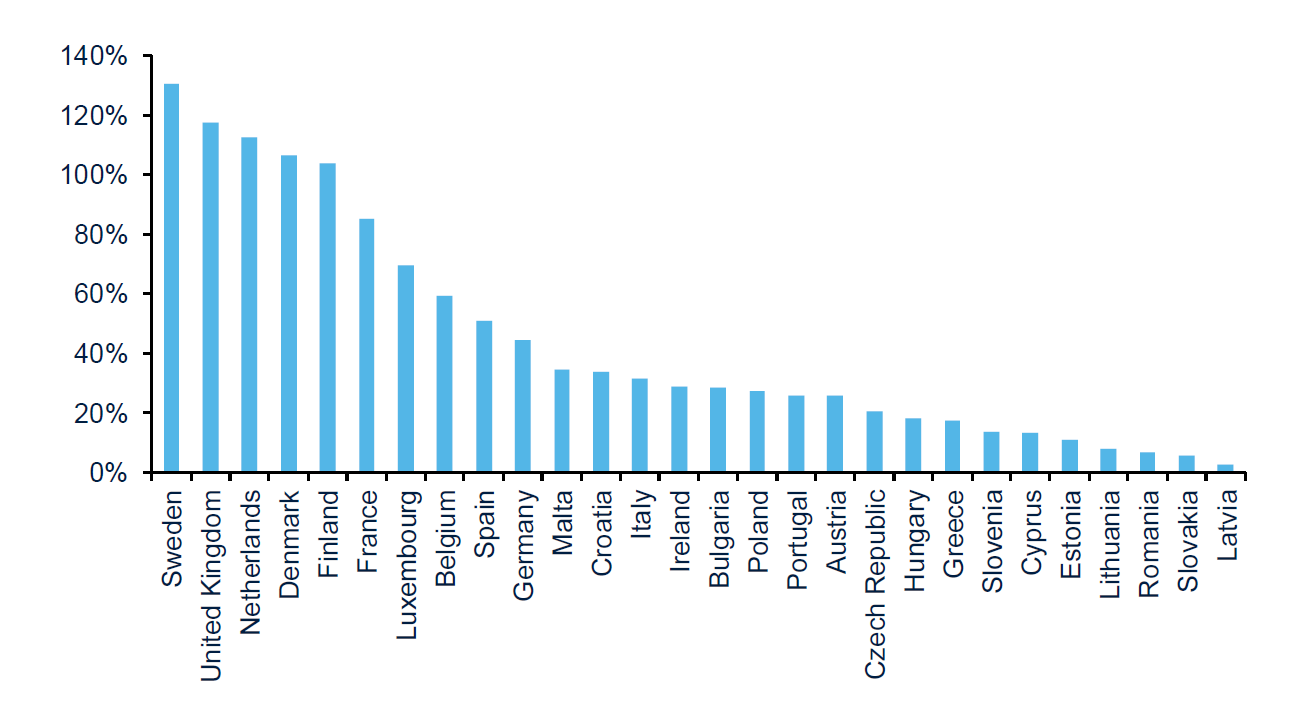 140%
120%
100%
80%
60%
40%
20%
0%
Sweden
United Kingdom
Netherlands
Denmark
Finland
France
Luxembourg
Belgium
Spain
Germany
Malta
Croatia
Italy
Ireland
Bulgaria
Poland
Portugal
Austria
Czech Republic
Hungary
Greece
Slovenia
Cyprus
Estonia
Lithuania
Romania
Slovakia
Latvia